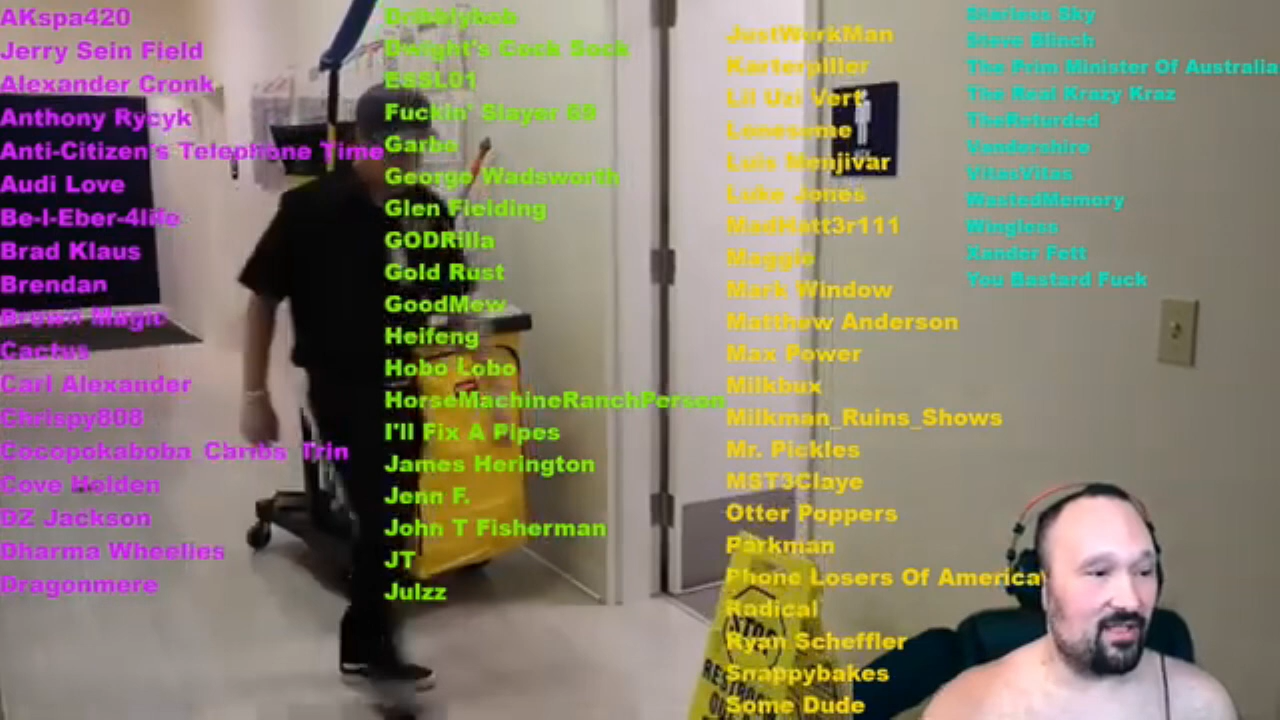 AKspa420
Jerry Sein Field
Alexander Cronk
Anthony Rycyk
Anti-Citizen's Telephone Time
Audi Love
Be-l-Eber-4life
Brad Klaus
Brendan
Brown Magic
Cactus
Carl Alexander
Chrispy808
Cocopokaboba_Cambs_Trin
Cove Holden
DZ Jackson
Dharma Wheelies
Dragonmere
Dribblybob
Dwight's Cock Sock
EsSL01
Fuckin' Slayer 69
Garbo
George Wadsworth
Glen Fielding
GODRilla
Gold Rust
GoodMew
Heifeng
Hobo Lobo
HorseMachineRanchPerson
I'll Fix A Pipes
James Herington
Jenn F.
John T Fisherman
JT
Julzz
JustWorkMan
Karterpiller
Lil Uzi Vert
Lonesome
Luis Menjivar
Luke Jones
MadHatt3r111
Maggie
Mark Window
Matthew Anderson
Max Power
Milkbux
Milkman_Ruins_Shows
Mr. Pickles
MST3Claye
Otter Poppers
Parkman
Phone Losers Of America
Radical
Ryan Scheffler
Snappybakes
Some Dude
Starless Sky
Steve Blinch
The Prim Minister Of Australia
The Real Krazy Kraz
TheReturded
Vandershire
VitasVitas
WastedMemory
Wingless
Xander Fett
You Bastard Fuck
STOP
RESTROOM